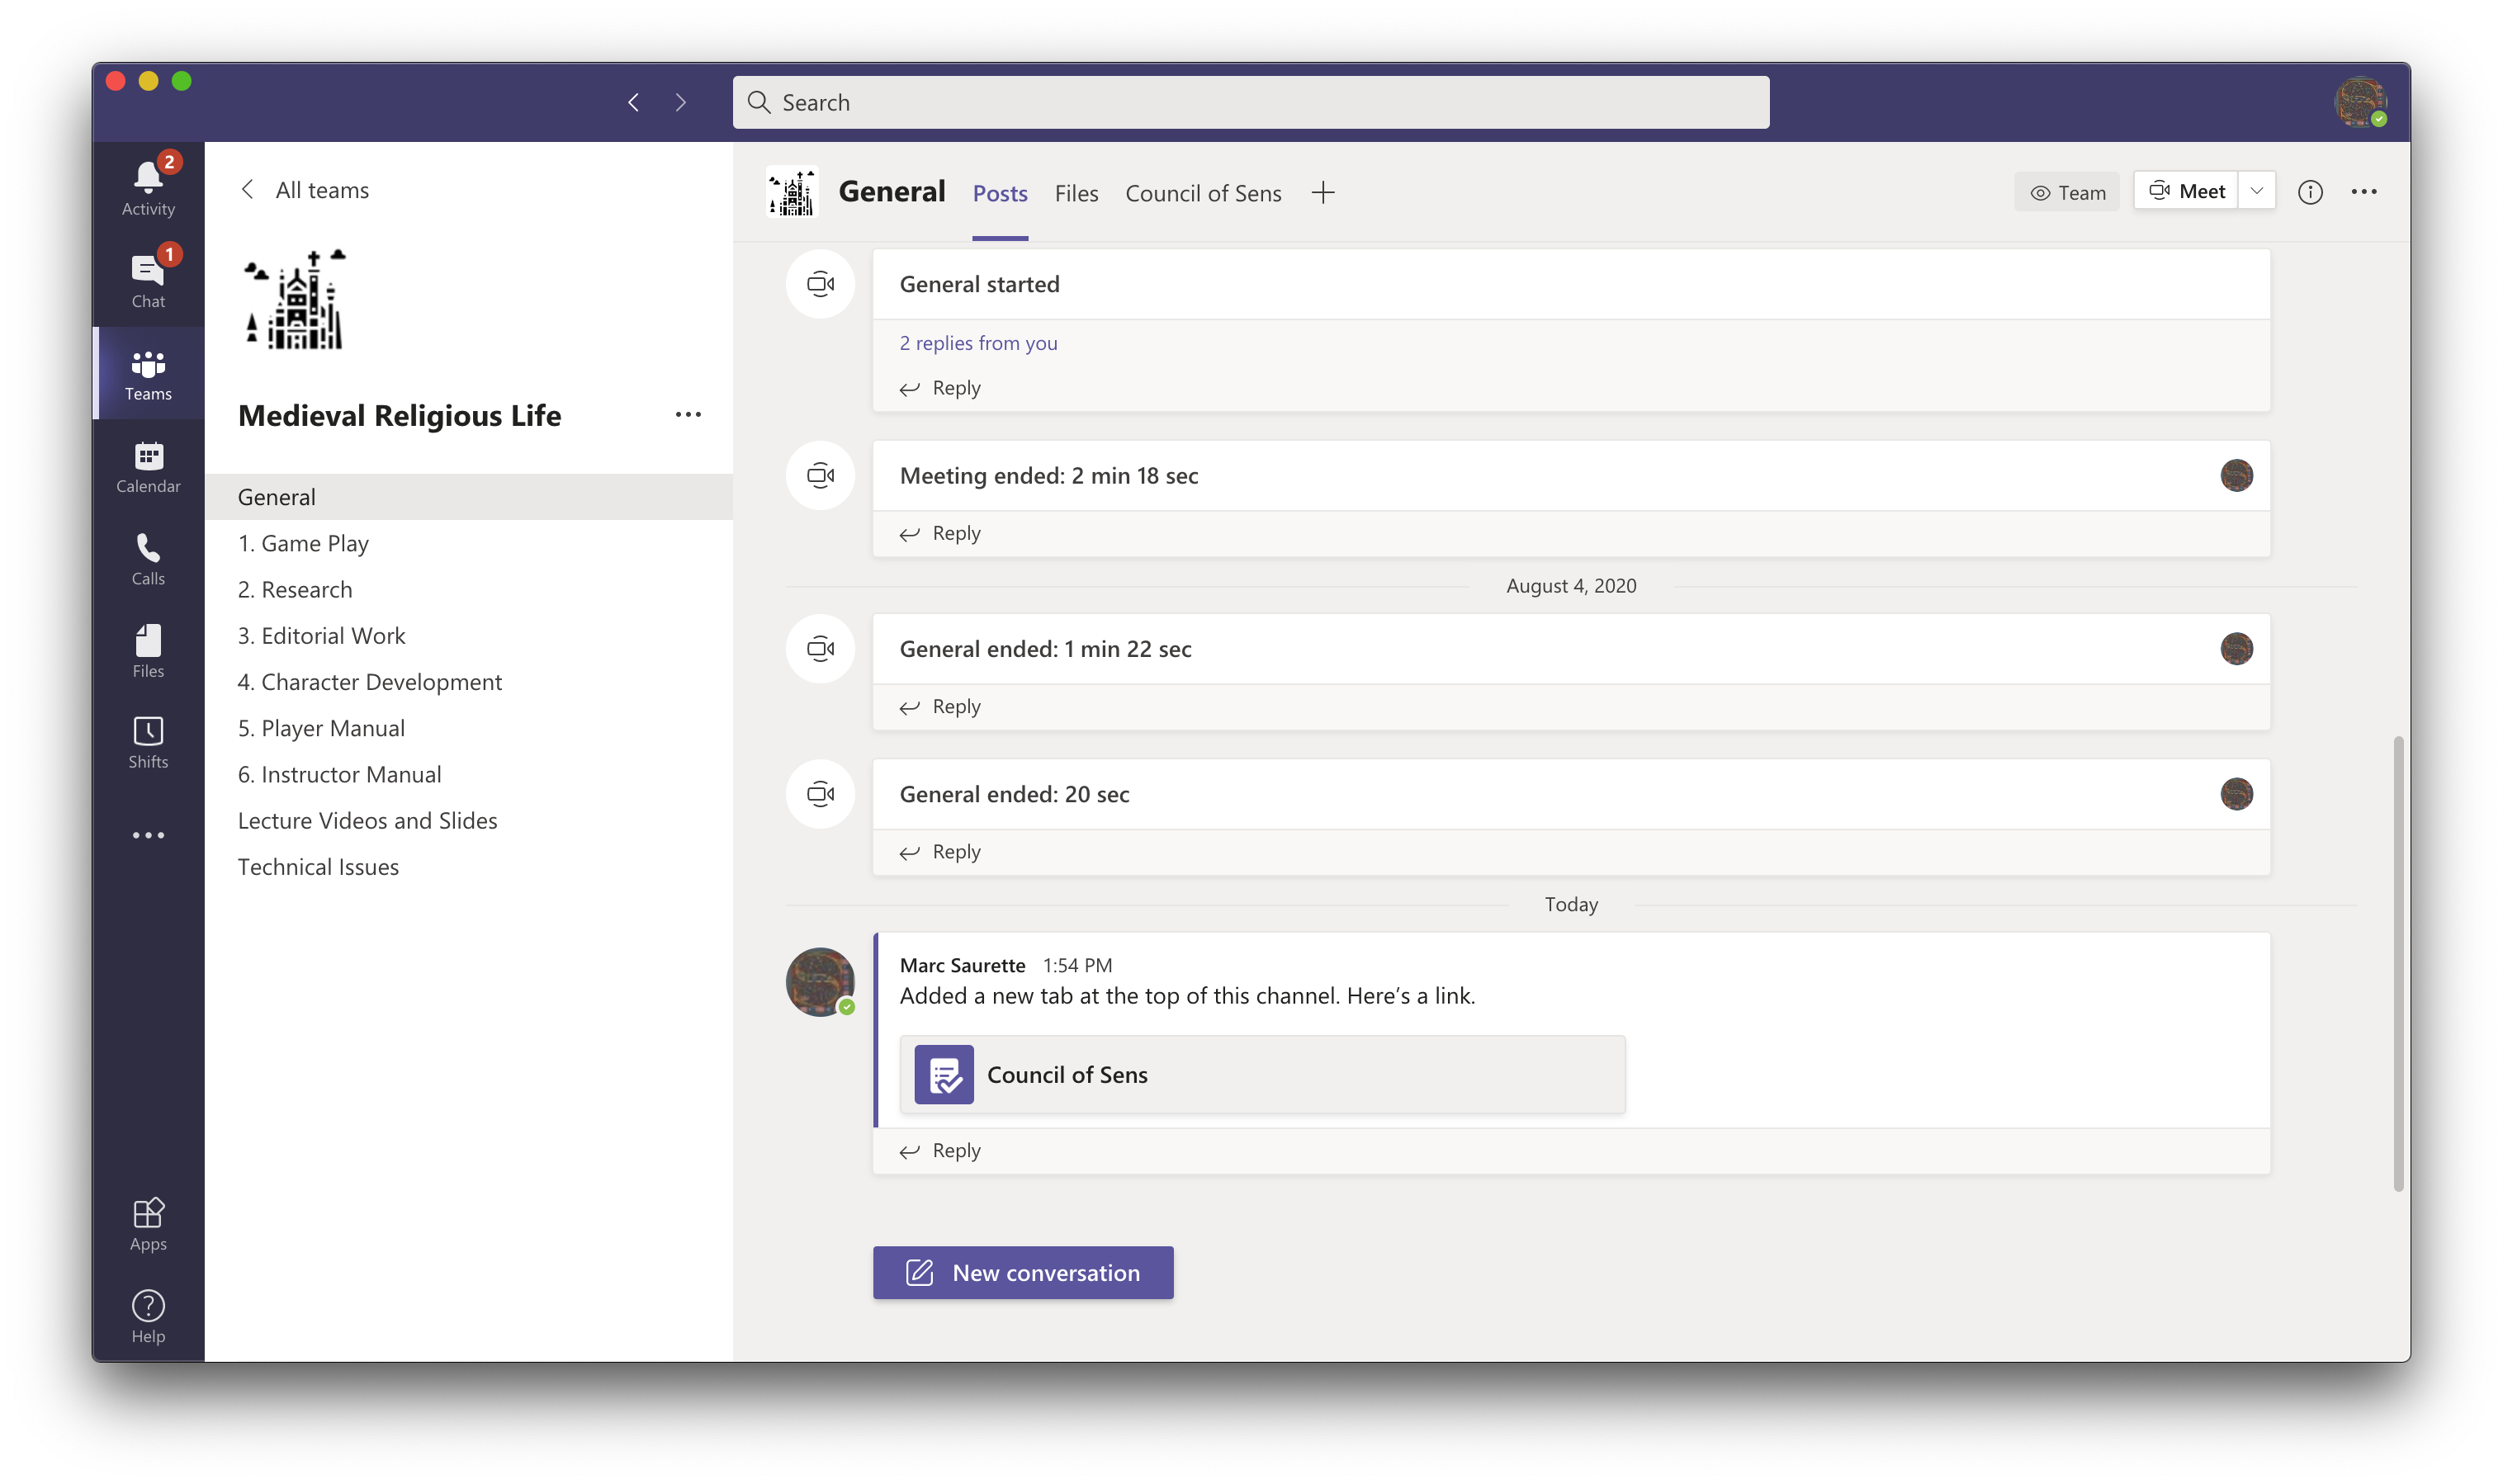 Search
2
Activity
1
Chat
Teams
Calendar
Calls
Files
Shifts
Apps
Help
All teams
Medieval Religious Life
General
1. Game Play
2. Research
3. Editorial Work
4. Character Development
5. Player Manual
6. Instructor Manual
Lecture Videos and Slides
Technical Issues
General Posts Files Council of Sens
Team Meet
General started
2 replies from you
Reply
Meeting ended: 2 min 18 sec
Reply
August 4, 2020
General ended: 1 min 22 sec
Reply
General ended: 20 sec
Reply
Today
Marc Saurette 1:54 PM
Added a new tab at the top of this channel. Here’s a link.
Council of Sens
Reply
New conversation